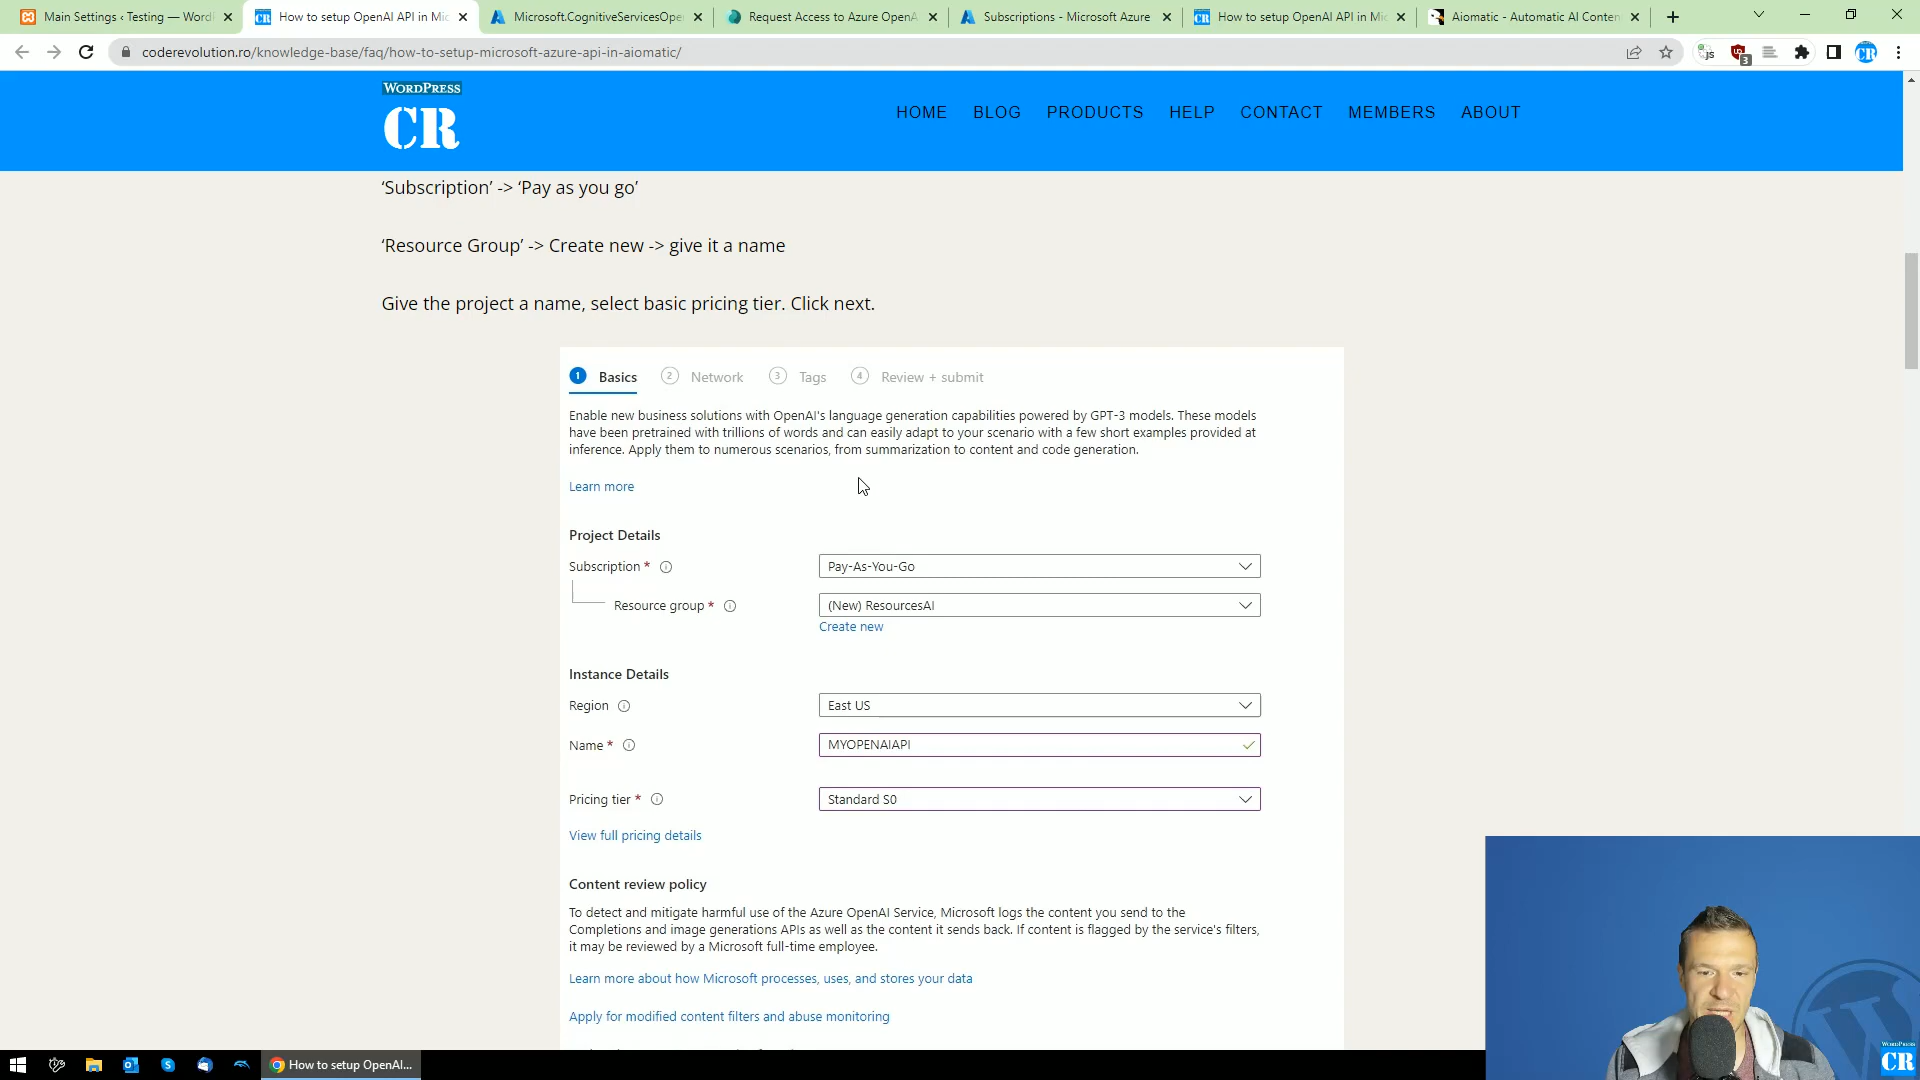 Main Settings ‹ Testing — Word
How to setup OpenAI API in Mic
Microsoft.CognitiveServicesOpe
Request Access to Azure OpenA
Subscriptions - Microsoft Azure
How to setup OpenAI API in Mic
Aiomatic - Automatic AI Conten
coderevolution.ro/knowledge-base/faq/how-to-setup-microsoft-azure-api-in-aiomatic/
JS
3
CR
WORDPRESS
CR
HOME
BLOG
PRODUCTS
HELP
CONTACT
MEMBERS
ABOUT
‘Subscription’ -> ‘Pay as you go’
‘Resource Group’ -> Create new -> give it a name
Give the project a name, select basic pricing tier. Click next.
1 Basics
2 Network
3 Tags
4 Review + submit
Enable new business solutions with OpenAI's language generation capabilities powered by GPT-3 models. These models
have been pretrained with trillions of words and can easily adapt to your scenario with a few short examples provided at
inference. Apply them to numerous scenarios, from summarization to content and code generation.
Learn more
Project Details
Subscription *
Pay-As-You-Go
Resource group *
(New) ResourcesAI
Create new
Instance Details
Region
East US
Name *
MYOPENAIAPI
Pricing tier *
Standard S0
View full pricing details
Content review policy
To detect and mitigate harmful use of the Azure OpenAI Service, Microsoft logs the content you send to the
Completions and image generations APIs as well as the content it sends back. If content is flagged by the service's filters,
it may be reviewed by a Microsoft full-time employee.
Learn more about how Microsoft processes, uses, and stores your data
Apply for modified content filters and abuse monitoring
How to setup OpenAI...
WORDPRESS
CR